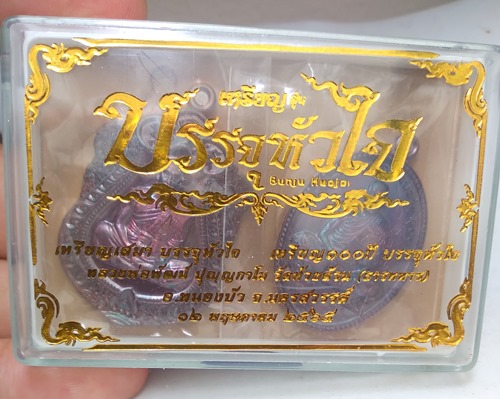 เหรียญ
บรรจุหัวใจ
Bunju Huajai
เหรียญเสมา บรรจุหัวใจ เหรียญ๑๐๐ปี บรรจุหัวใจ
หลวงพ่อพัฒน์ ปุญฺญกาโม วัดห้วยด้วน (ธารทหาร)
อ.หนองบัว จ.นครสวรรค์
๑๒ พฤษภาคม ๒๕๖๕